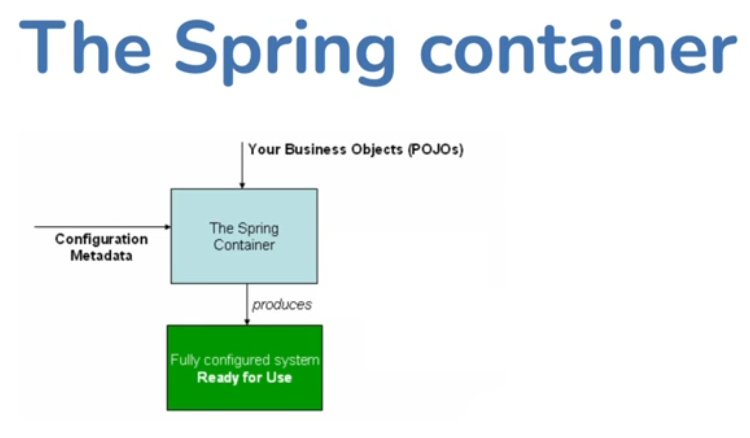 The Spring container
Your Business Objects (POJOs)
The Spring
Container
Configuration
Metadata
produces
Fully configured system
Ready for Use